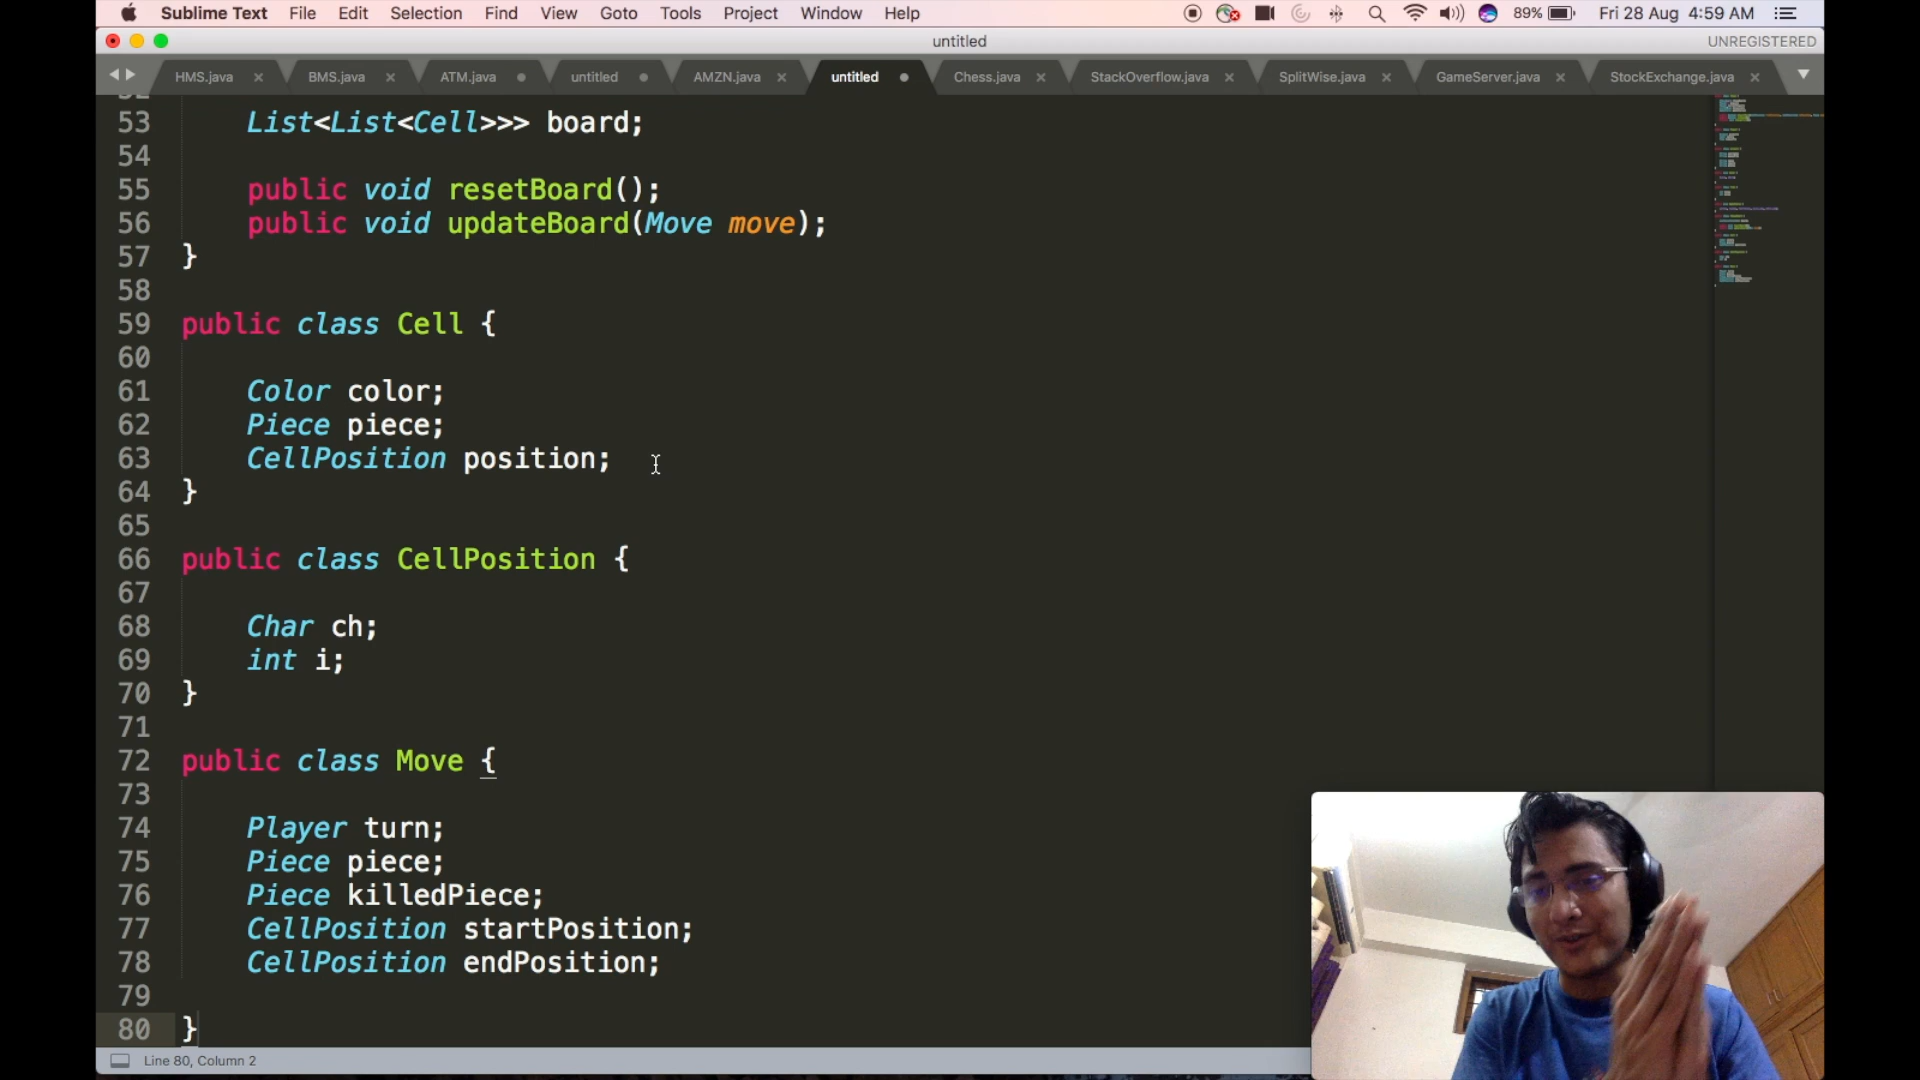 Sublime Text File Edit Selection Find View Goto Tools Project Window Help 89% Fri 28 Aug 4:59 AM
untitled UNREGISTERED
HMS.java BMS.java ATM.java untitled AMZN.java untitled Chess.java StackOverflow.java SplitWise.java GameServer.java StockExchange.java
53 List<List<Cell>>> board;
54
55 public void resetBoard();
56 public void updateBoard(Move move);
57 }
58
59 public class Cell {
60
61 Color color;
62 Piece piece;
63 CellPosition position;
64 }
65
66 public class CellPosition {
67
68 Char ch;
69 int i;
70 }
71
72 public class Move {
73
74 Player turn;
75 Piece piece;
76 Piece killedPiece;
77 CellPosition startPosition;
78 CellPosition endPosition;
79
80 }
Line 80, Column 2